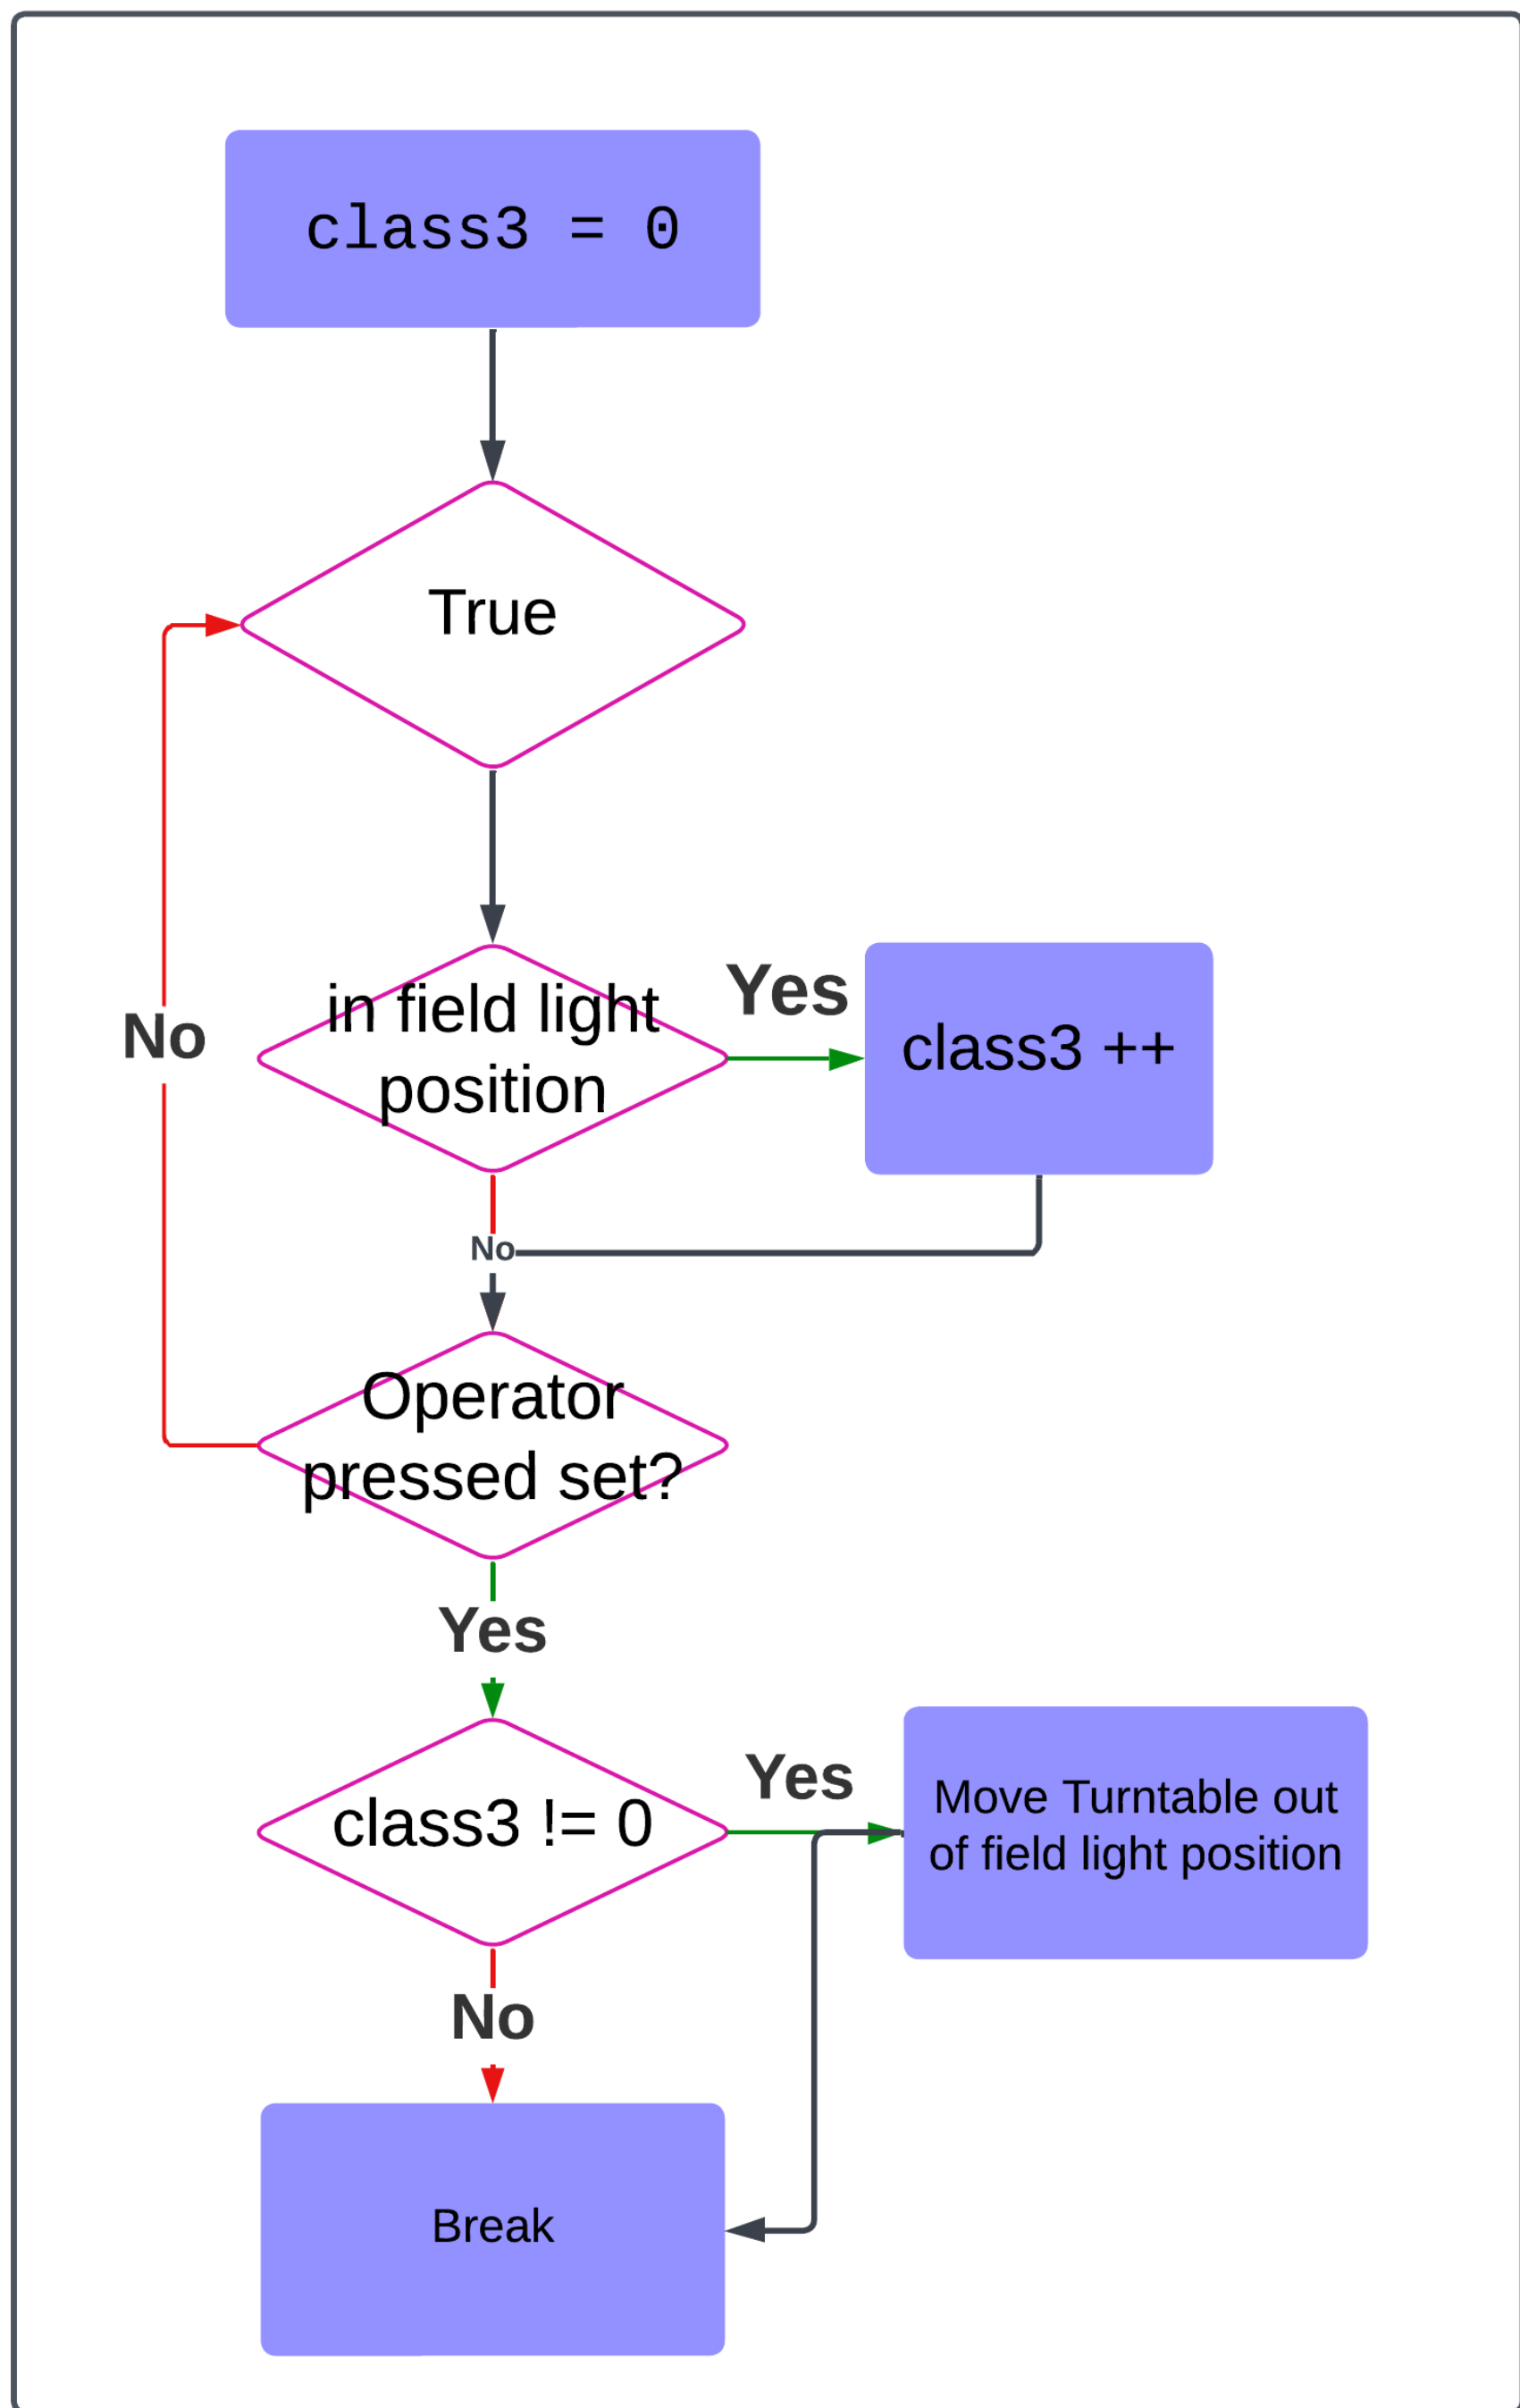 class3 = 0
True
in field light
position
Yes
class3 ++
No
No
Operator
pressed set?
Yes
class3 != 0
Yes
Move Turntable out
of field light position
No
Break